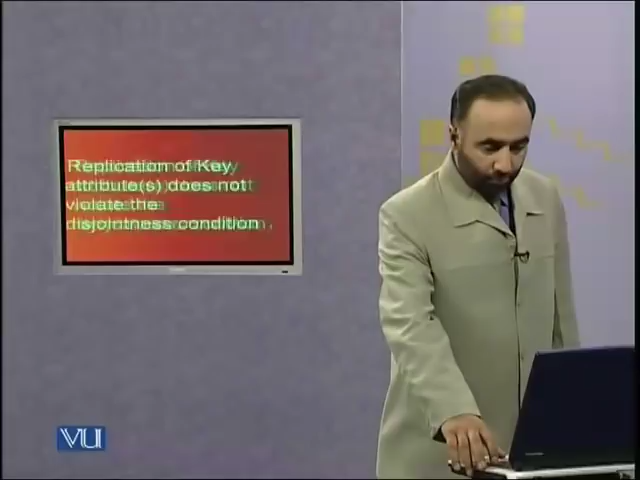 Replication of Key
attribute(s) does not
violate the
disjointness condition
VU